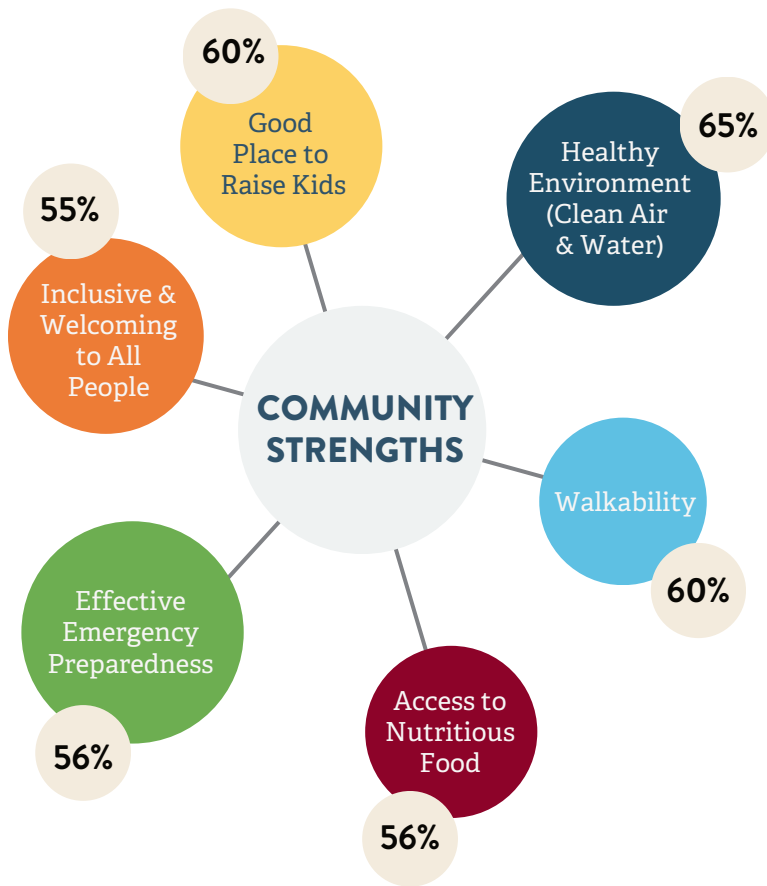 60%
Good
Place to
Raise Kids
65%
Healthy
Environment
(Clean Air
& Water)
55%
Inclusive &
Welcoming
to All
People
COMMUNITY
STRENGTHS
Walkability
60%
Effective
Emergency
Preparedness
56%
Access to
Nutritious
Food
56%